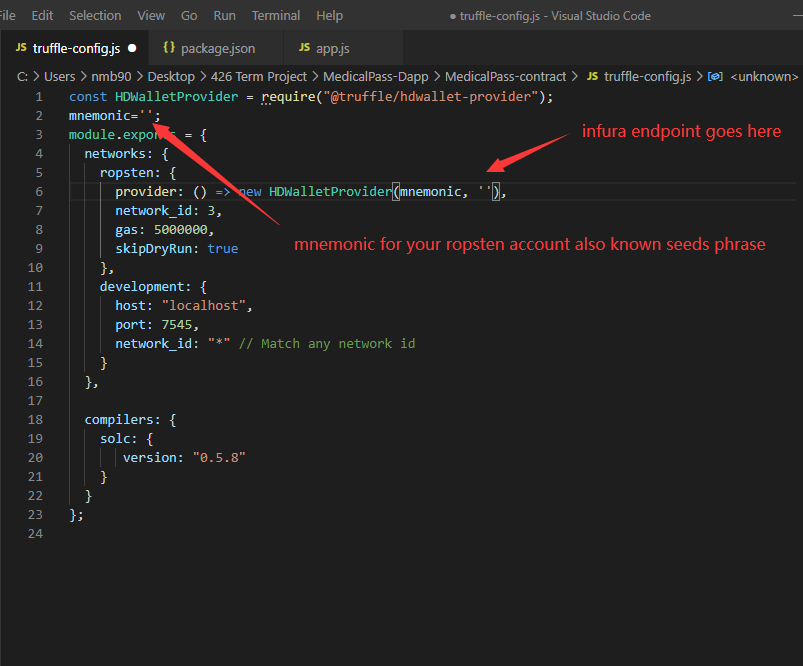 File Edit Selection View Go Run Terminal Help ● truffle-config.js - Visual Studio Code
JS truffle-config.js ● {} package.json JS app.js
C: > Users > nmb90 > Desktop > 426 Term Project > MedicalPass-Dapp > MedicalPass-contract > JS truffle-config.js > <unknown>
1 const HDWalletProvider = require("@truffle/hdwallet-provider");
2 mnemonic='';
infura endpoint goes here
3 module.exports = {
4 networks: {
5 ropsten: {
6 provider: () => new HDWalletProvider(mnemonic, ''),
7 network_id: 3,
8 gas: 5000000,
mnemonic for your ropsten account also known seeds phrase
9 skipDryRun: true
10 },
11 development: {
12 host: "localhost",
13 port: 7545,
14 network_id: "*" // Match any network id
15 }
16 },
17
18 compilers: {
19 solc: {
20 version: "0.5.8"
21 }
22 }
23 };
24